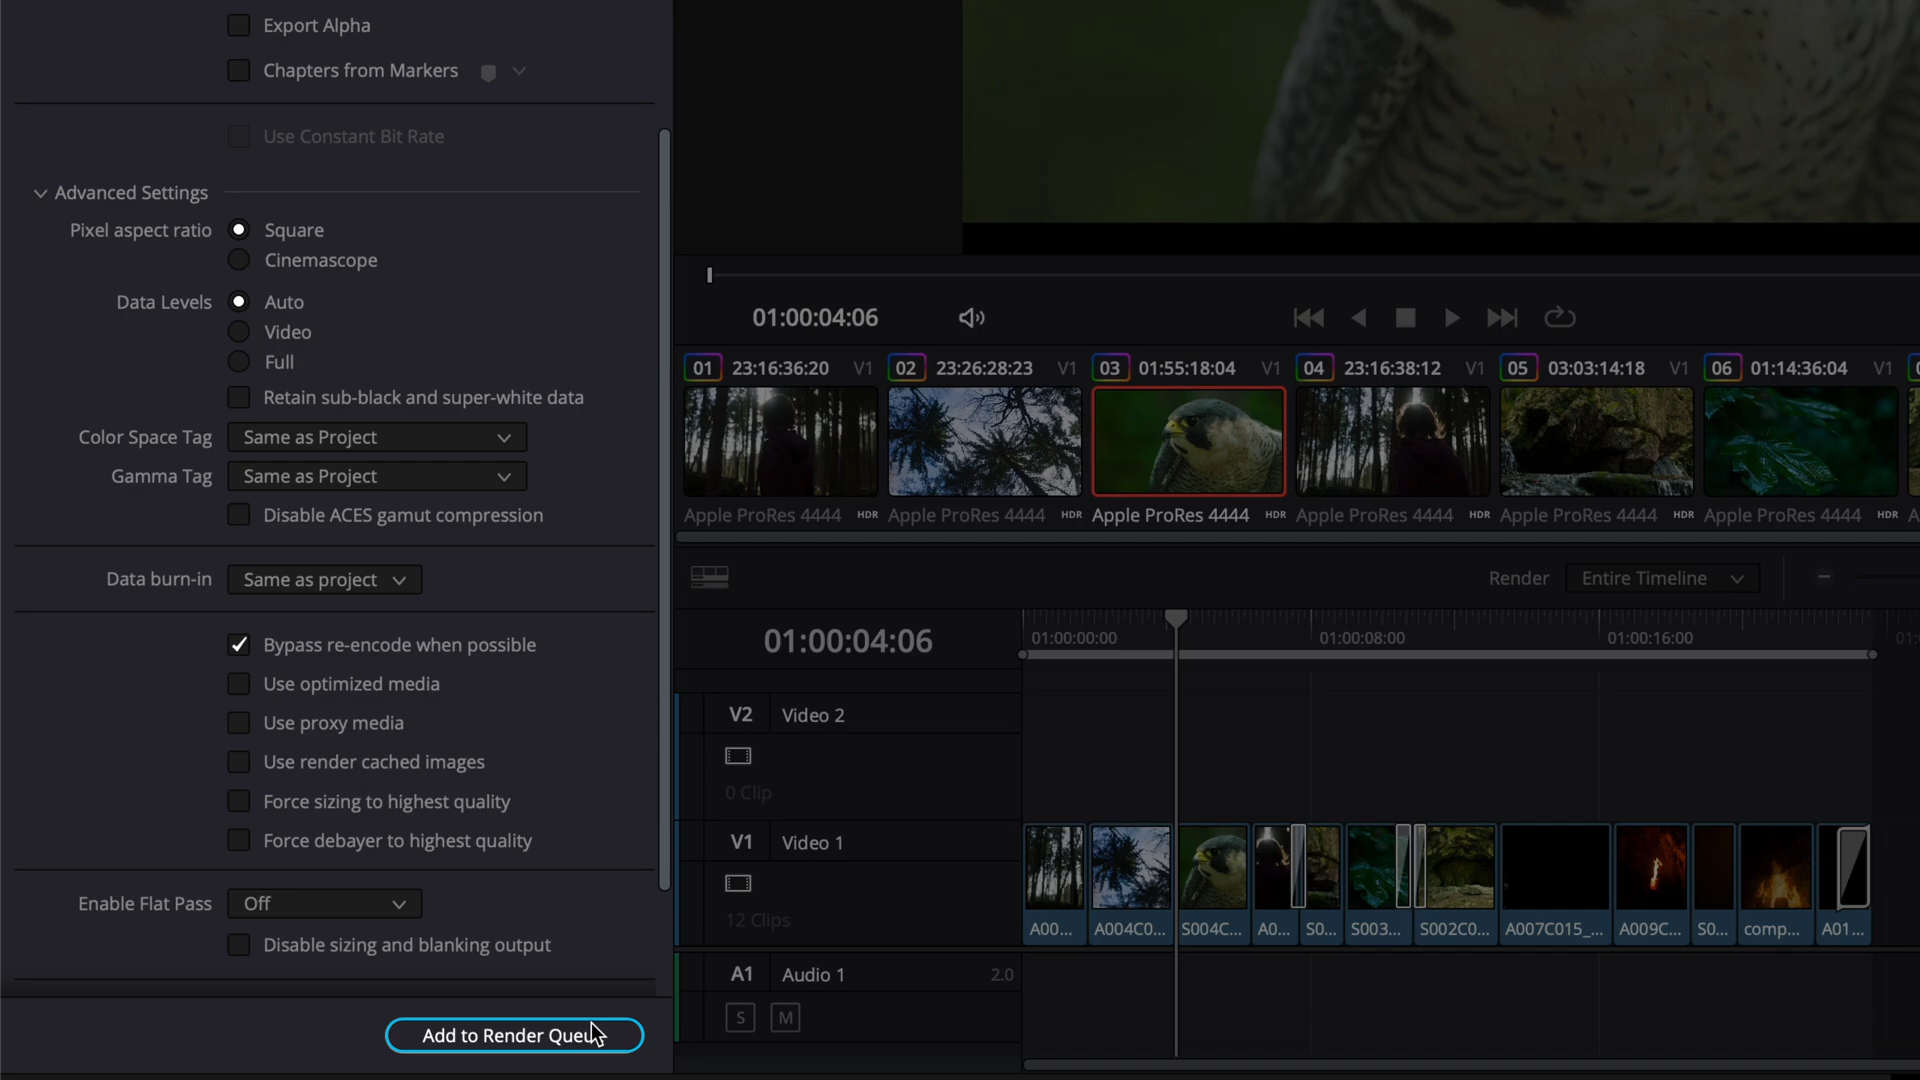 Export Alpha
Chapters from Markers
Use Constant Bit Rate
Advanced Settings
Pixel aspect ratio Square
Cinemascope
Data Levels Auto
Video
Full
Retain sub-black and super-white data
Color Space Tag Same as Project
Gamma Tag Same as Project
Disable ACES gamut compression
Data burn-in Same as project
Bypass re-encode when possible
Use optimized media
Use proxy media
Use render cached images
Force sizing to highest quality
Force debayer to highest quality
Enable Flat Pass Off
Disable sizing and blanking output
Add to Render Queue
01:00:04:06
01 23:16:36:20 V1 02 23:26:28:23 V1 03 01:55:18:04 V1 04 23:16:38:12 V1 05 03:03:14:18 V1 06 01:14:36:04 V1
Apple ProRes 4444 HDR Apple ProRes 4444 HDR Apple ProRes 4444 HDR Apple ProRes 4444 HDR Apple ProRes 4444 HDR Apple ProRes 4444 HDR
Render Entire Timeline
01:00:04:06 01:00:00:00 01:00:08:00 01:00:16:00
V2 Video 2
0 Clip
V1 Video 1
12 Clips
A00... A004C0... S004C... A0... S0... S003... S002C0... A007C015_... A009C... S0... comp... A01...
A1 Audio 1 2.0
S M